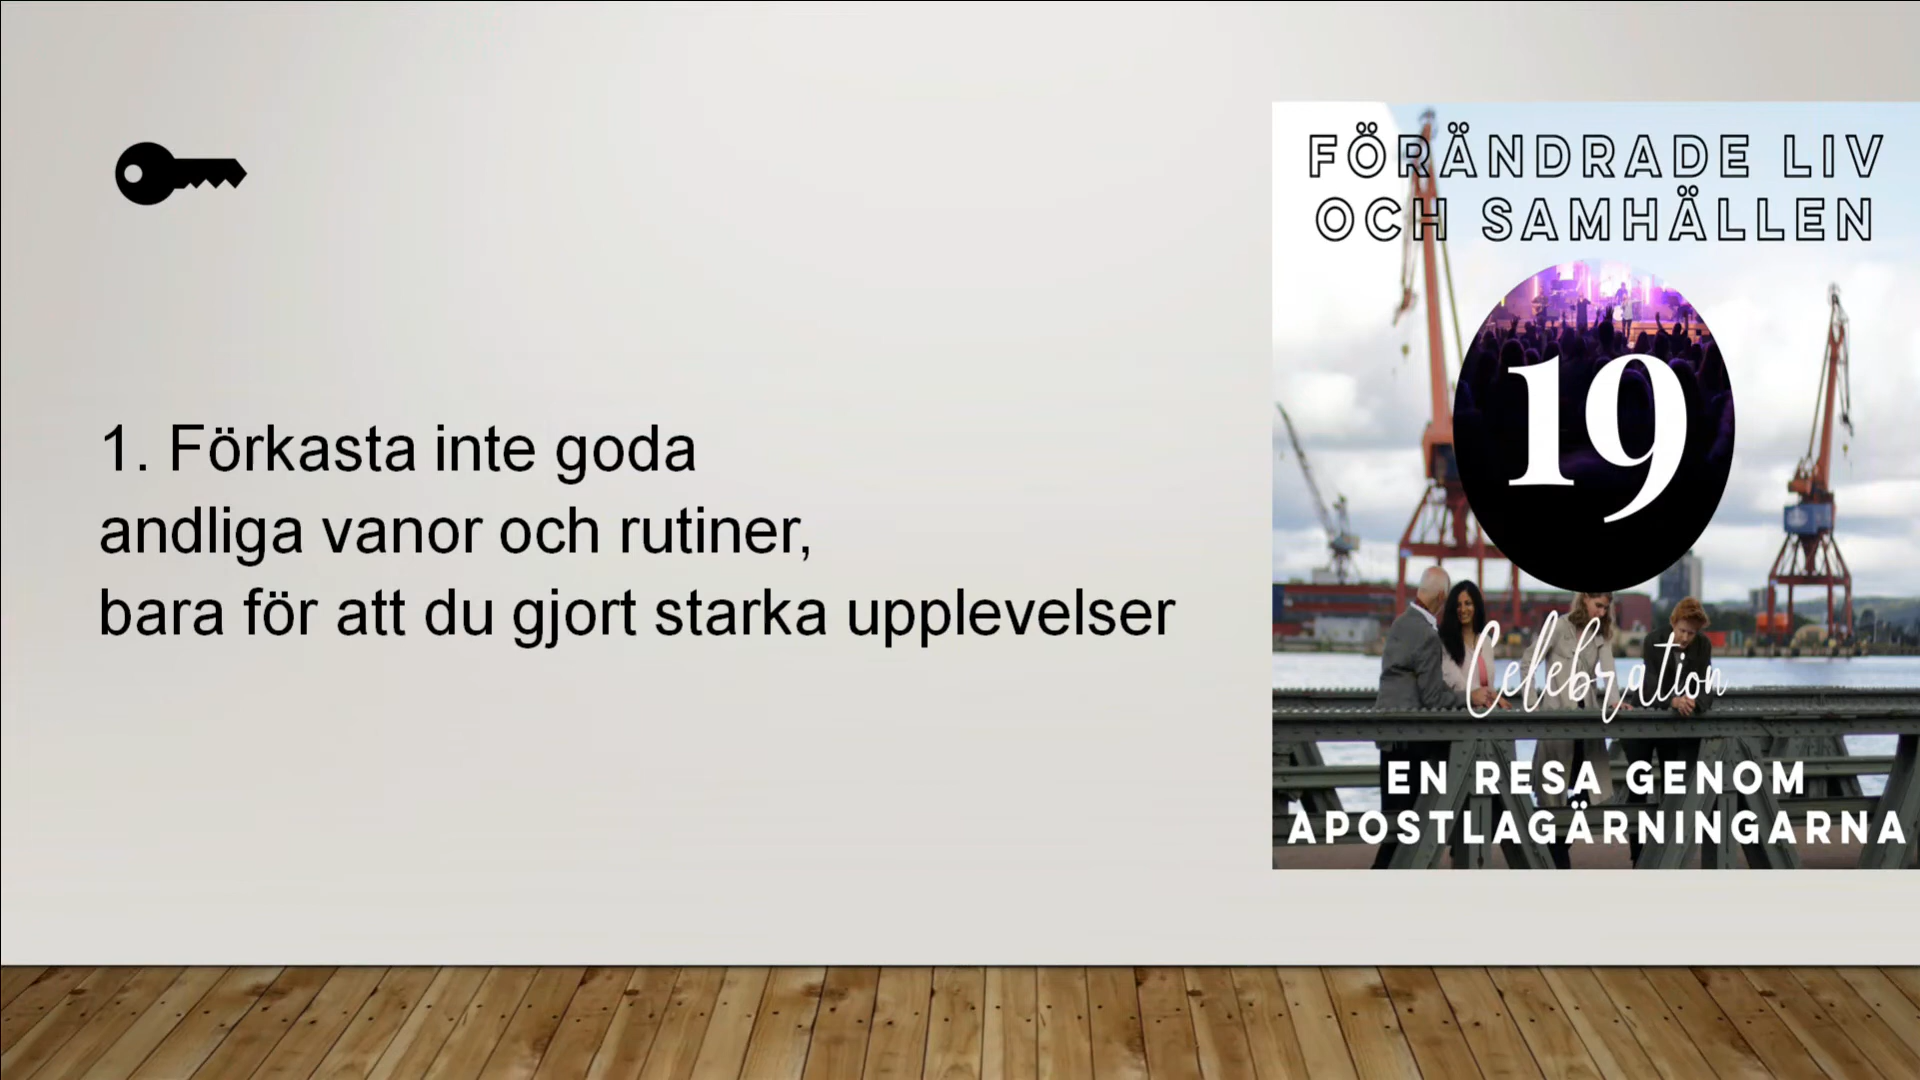 1. Förkasta inte goda
andliga vanor och rutiner,
bara för att du gjort starka upplevelser
FÖRÄNDRADE LIV
OCH SAMHÄLLEN
19
Celebration
EN RESA GENOM
APOSTLAGÄRNINGARNA